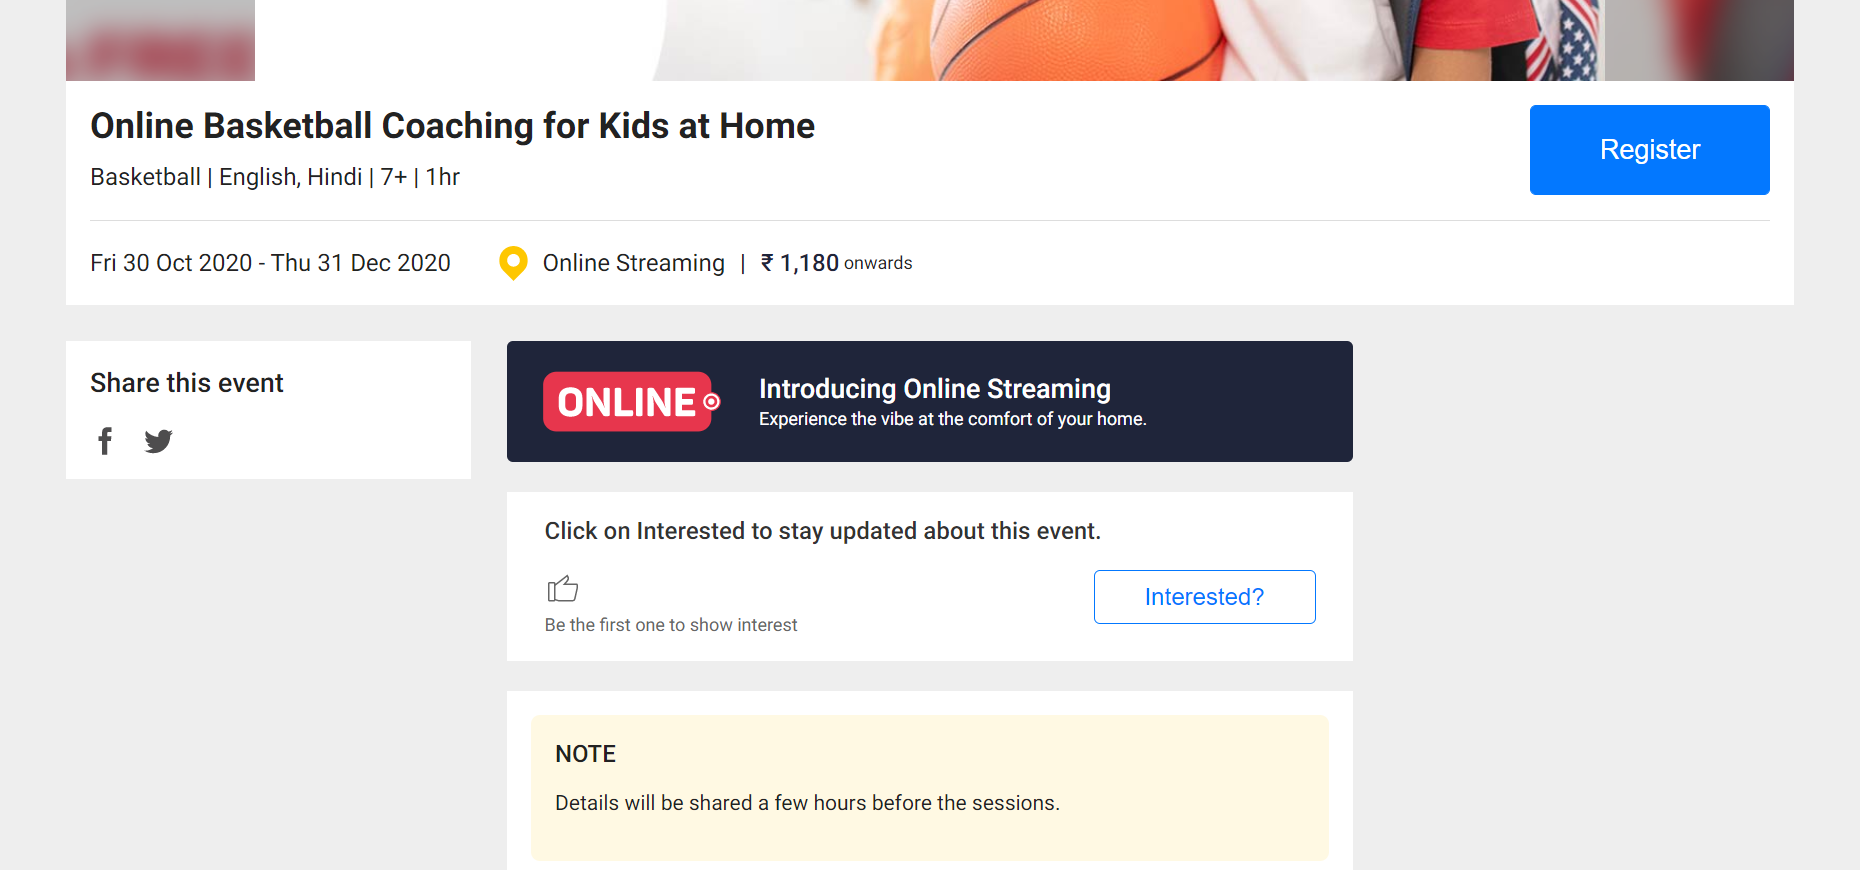 Online Basketball Coaching for Kids at Home
Register
Basketball | English, Hindi | 7+ | 1hr
Fri 30 Oct 2020 - Thu 31 Dec 2020
Online Streaming | ₹ 1,180 onwards
Share this event
ONLINE
Introducing Online Streaming
Experience the vibe at the comfort of your home.
Click on Interested to stay updated about this event.
Interested?
Be the first one to show interest
NOTE
Details will be shared a few hours before the sessions.